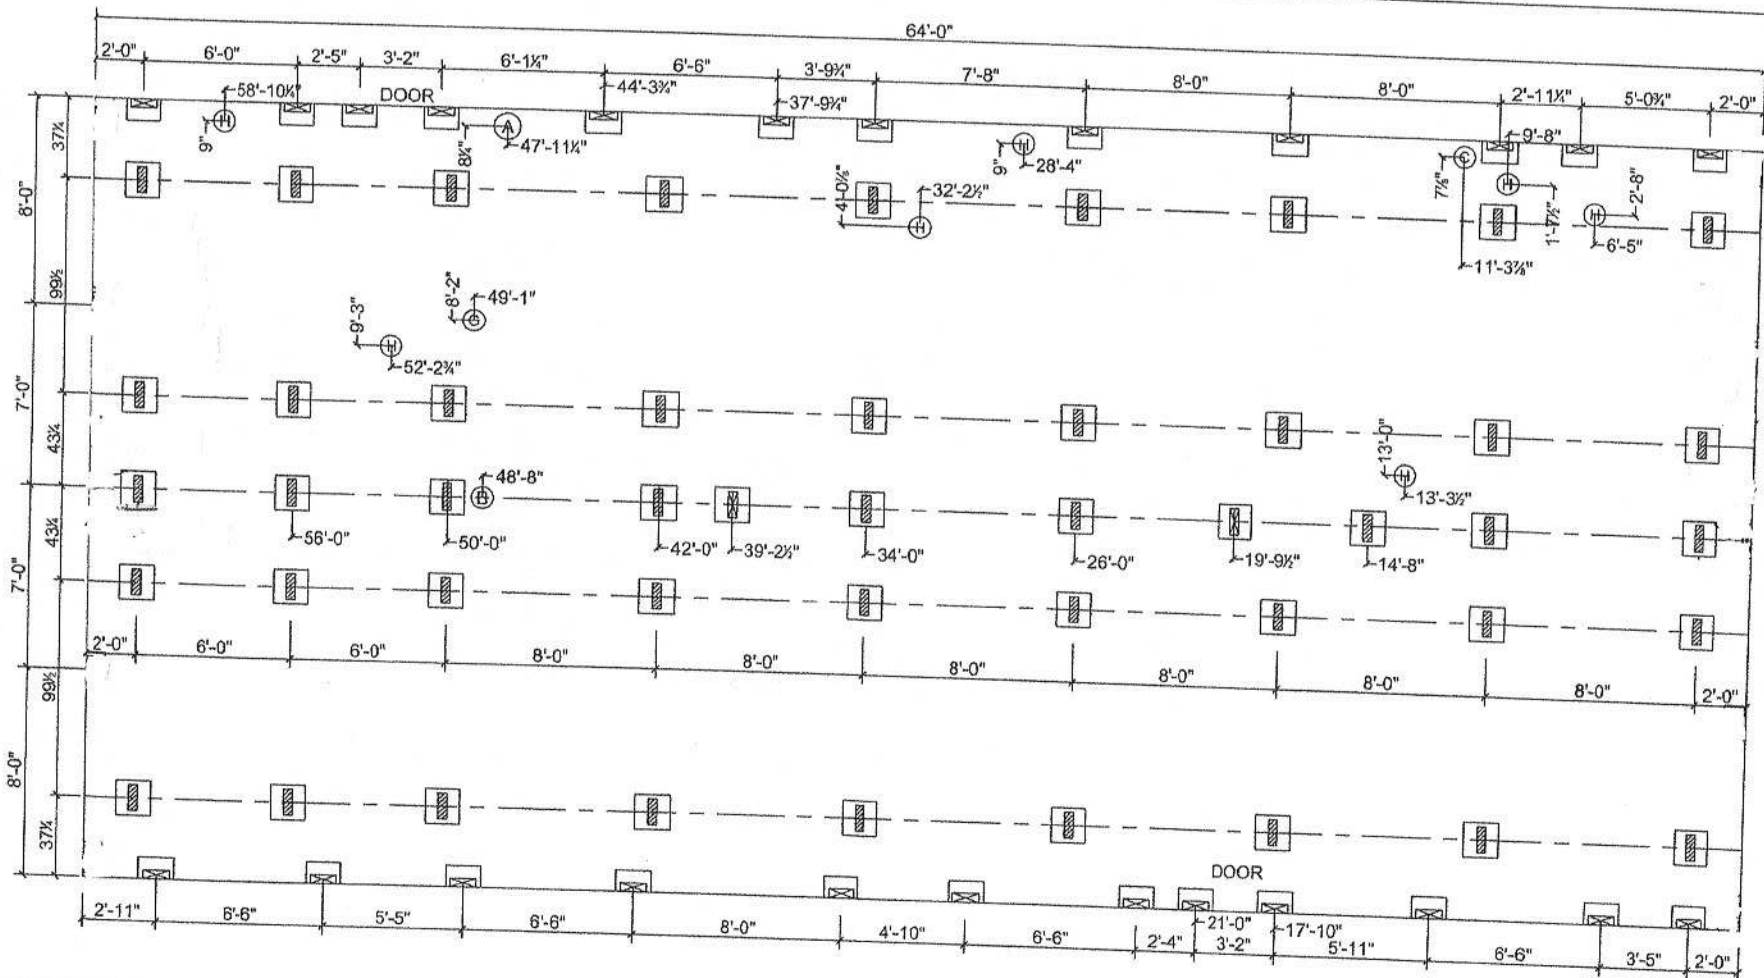 64'-0"
2'-0" 6'-0" 2'-5" 3'-2" 6'-1¼" 6'-6" 3'-9¾" 7'-8" 8'-0" 8'-0" 2'-11¼" 5'-0¾" 2'-0"
58'-10¼" DOOR 44'-3¾" 37'-9¾" 9'-8"
37¼ H 9" A 8¼" 47'-11¼" H 9" 28'-4" C 7⅞" H 1'-7½" 2'-8"
8'-0" 4'-0⅛" 32'-2½" H H 6'-5"
11'-3⅞"
99½ 8'-2" 49'-1" G
9'-3" H 52'-2¾"
7'-0" 43¼ 13'-0" H 13'-3½"
48'-8"
43¼ 56'-0" 50'-0" 42'-0" 39'-2½" 34'-0" 26'-0" 19'-9½" 14'-8"
7'-0"
2'-0" 6'-0" 6'-0" 8'-0" 8'-0" 8'-0" 8'-0" 8'-0" 8'-0" 2'-0"
99½
8'-0"
37¼ DOOR
21'-0" 17'-10"
2'-11" 6'-6" 5'-5" 6'-6" 8'-0" 4'-10" 6'-6" 2'-4" 3'-2" 5'-11" 6'-6" 3'-5" 2'-0"